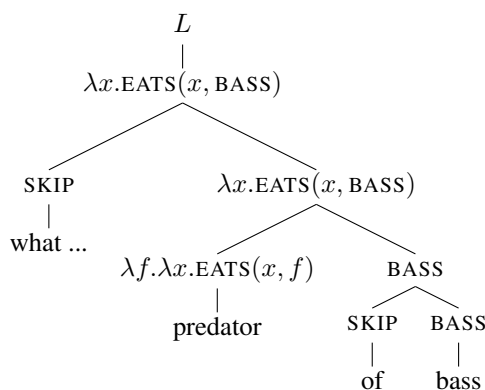 L
λx.EATS(x, BASS)
SKIP λx.EATS(x, BASS)
what ... λf.λx.EATS(x, f) BASS
predator SKIP BASS
of bass